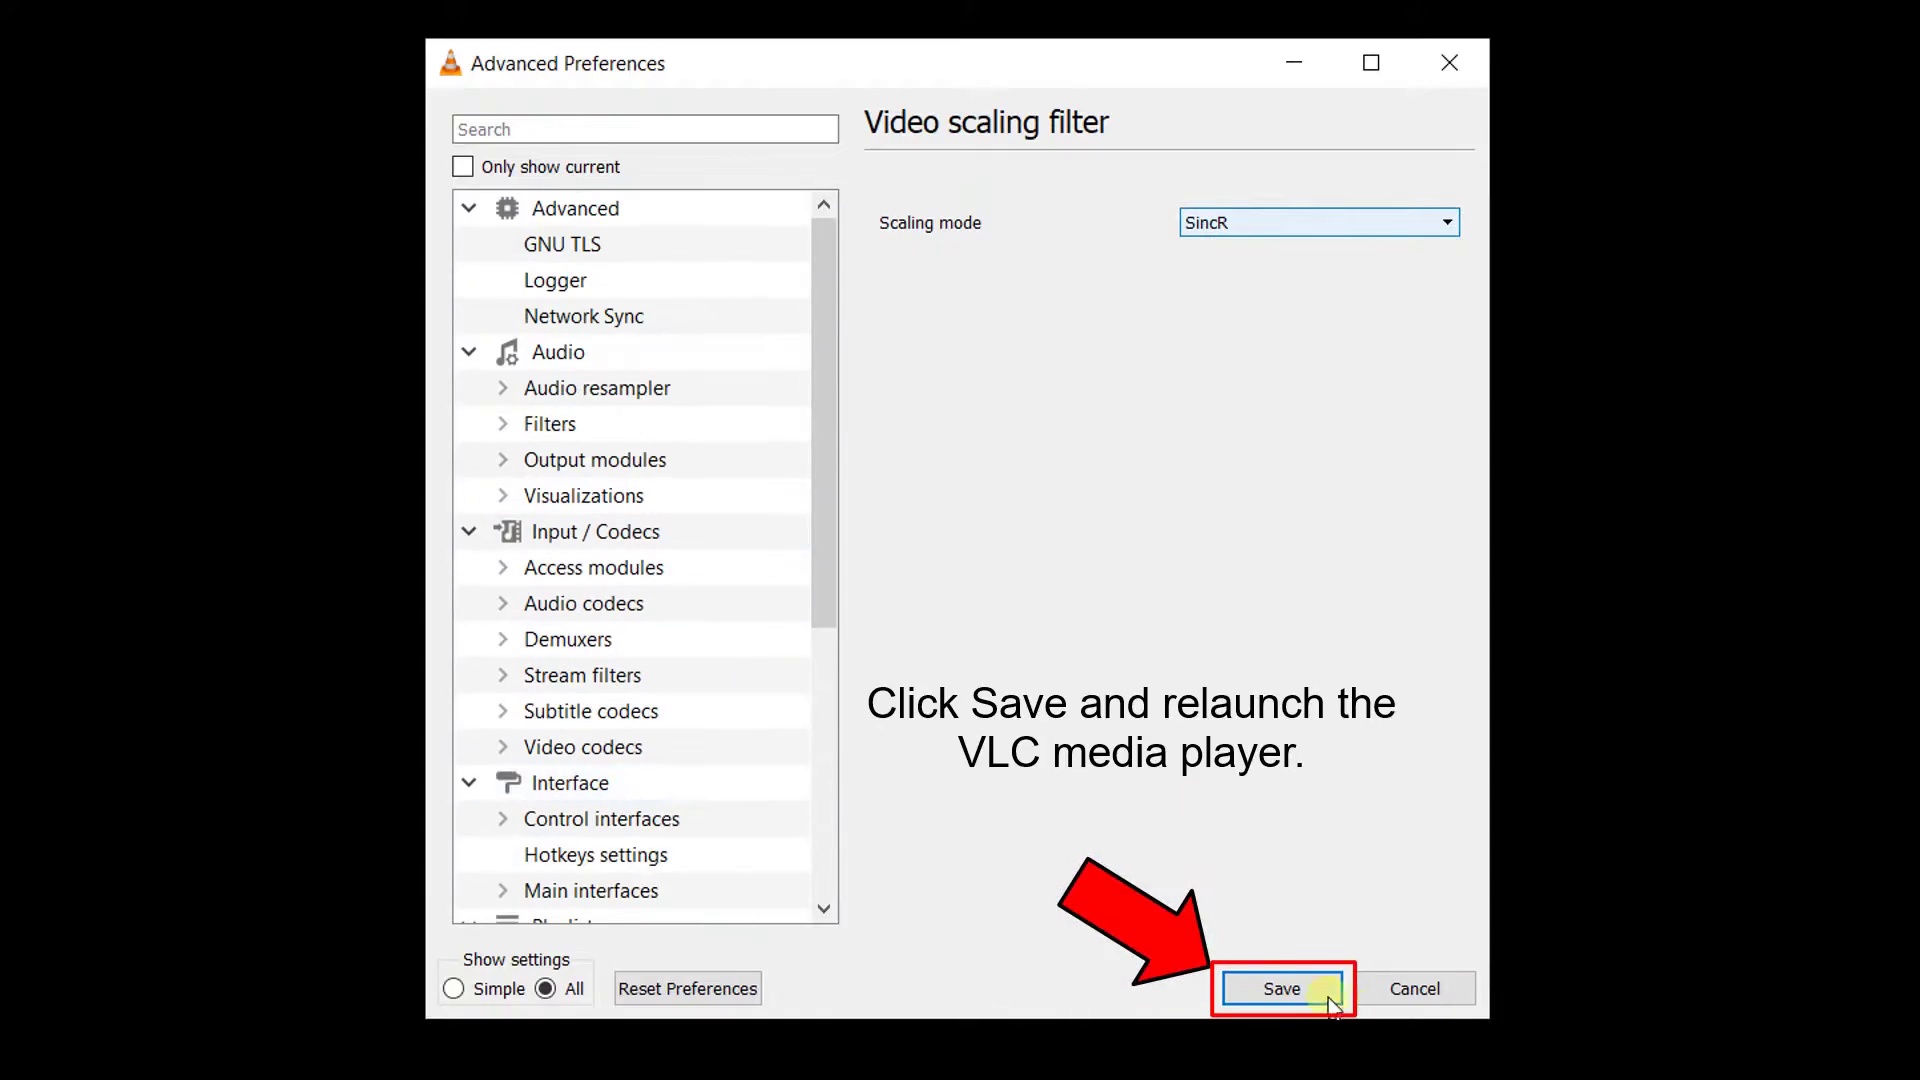 Advanced Preferences
Search
Only show current
Advanced
GNU TLS
Logger
Network Sync
Audio
Audio resampler
Filters
Output modules
Visualizations
Input / Codecs
Access modules
Audio codecs
Demuxers
Stream filters
Subtitle codecs
Video codecs
Interface
Control interfaces
Hotkeys settings
Main interfaces
Show settings
Simple
All
Reset Preferences
Video scaling filter
Scaling mode
SincR
Click Save and relaunch the
VLC media player.
Save
Cancel